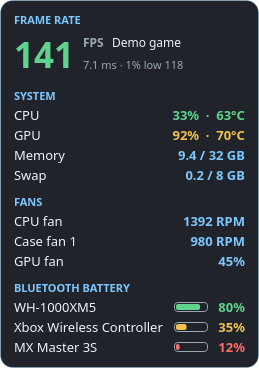 FRAME RATE
141 FPS Demo game
7.1 ms · 1% low 118
SYSTEM
CPU 33% · 63°C
GPU 92% · 70°C
Memory 9.4 / 32 GB
Swap 0.2 / 8 GB
FANS
CPU fan 1392 RPM
Case fan 1 980 RPM
GPU fan 45%
BLUETOOTH BATTERY
WH-1000XM5 80%
Xbox Wireless Controller 35%
MX Master 3S 12%